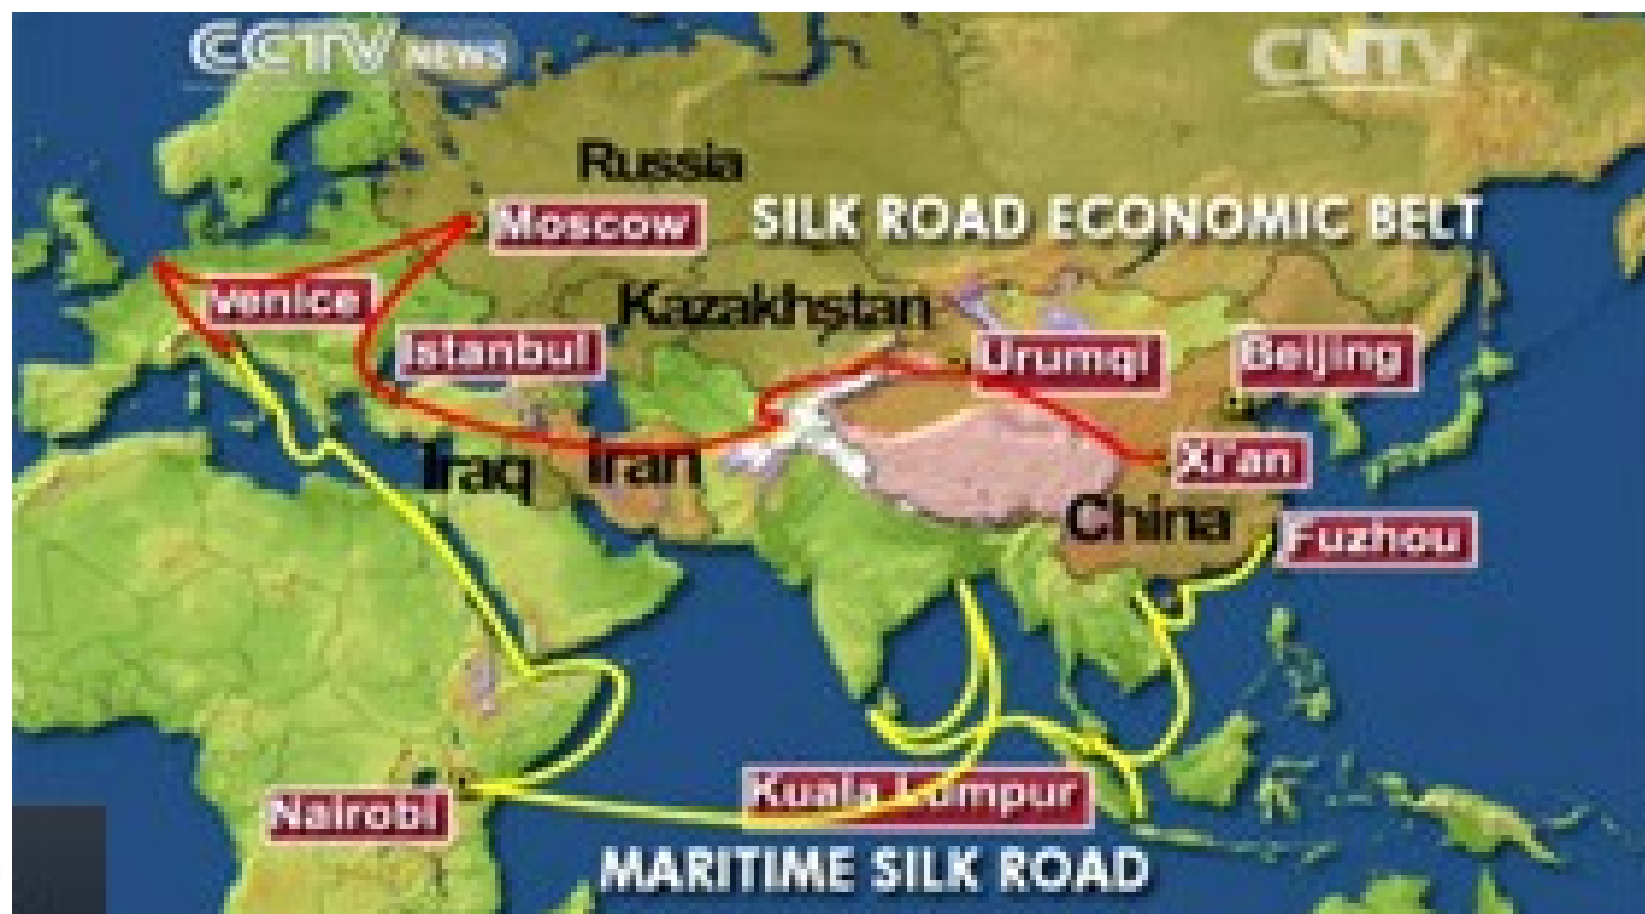 CCTV NEWS
CNTV
Russia
Moscow
SILK ROAD ECONOMIC BELT
Venice
Kazakhstan
Istanbul
Urumqi
Beijing
Iraq
Iran
Xi'an
China
Fuzhou
Kuala Lumpur
Nairobi
MARITIME SILK ROAD